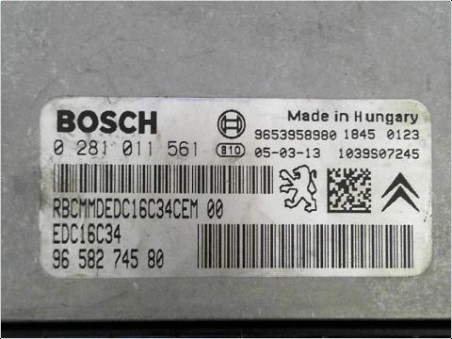 BOSCH
Made in Hungary
9653958980 1845 0123
0 281 011 561 810 05-03-13 1039S07245
RBCMMDEDC16C34CEM 00
EDC16C34
96 582 745 80